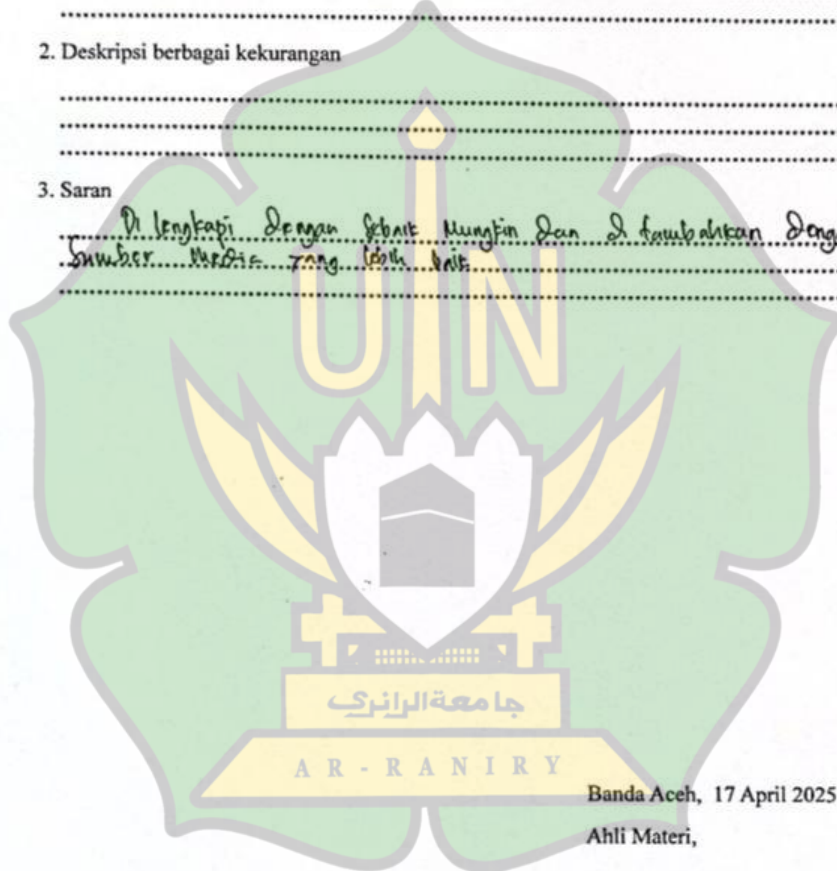 2. Deskripsi berbagai kekurangan
3. Saran
Di lengkapi dengan sebaik mungkin dan di tambahkan deng
sumber media yang lebih baik
UIN
جامعة الرانري
AR-RANIRY
Banda Aceh, 17 April 2025
Ahli Materi,